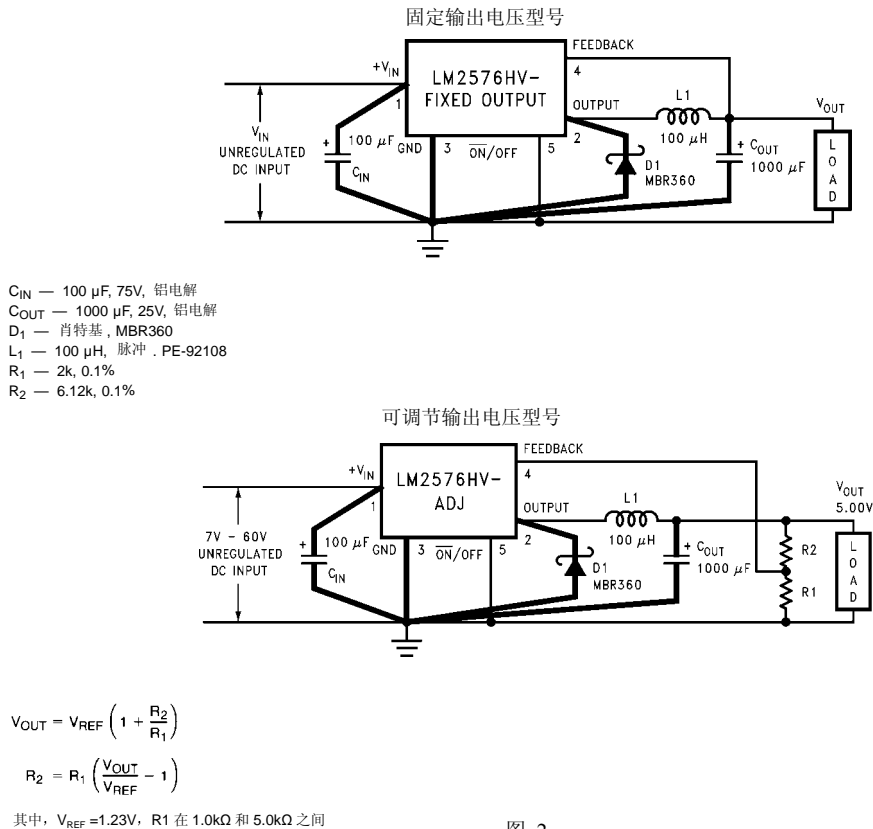 固定输出电压型号
FEEDBACK
+VIN
LM2576HV-
FIXED OUTPUT
4
1
OUTPUT
L1
VOUT
VIN
UNREGULATED
DC INPUT
+
100 μF
CIN
GND
3
ON/OFF
5
2
100 μH
D1
MBR360
+
COUT
1000 μF
LOAD
CIN — 100 μF, 75V, 铝电解
COUT — 1000 μF, 25V, 铝电解
D1 — 肖特基 , MBR360
L1 — 100 μH, 脉冲 . PE-92108
R1 — 2k, 0.1%
R2 — 6.12k, 0.1%
可调节输出电压型号
FEEDBACK
+VIN
LM2576HV-
ADJ
4
1
OUTPUT
L1
VOUT
5.00V
7V - 60V
UNREGULATED
DC INPUT
+
100 μF
CIN
GND
3
ON/OFF
5
2
100 μH
D1
MBR360
+
COUT
1000 μF
R2
R1
LOAD
VOUT = VREF (1 + R2/R1)
R2 = R1 (VOUT/VREF - 1)
其中，VREF =1.23V，R1 在 1.0kΩ 和 5.0kΩ 之间